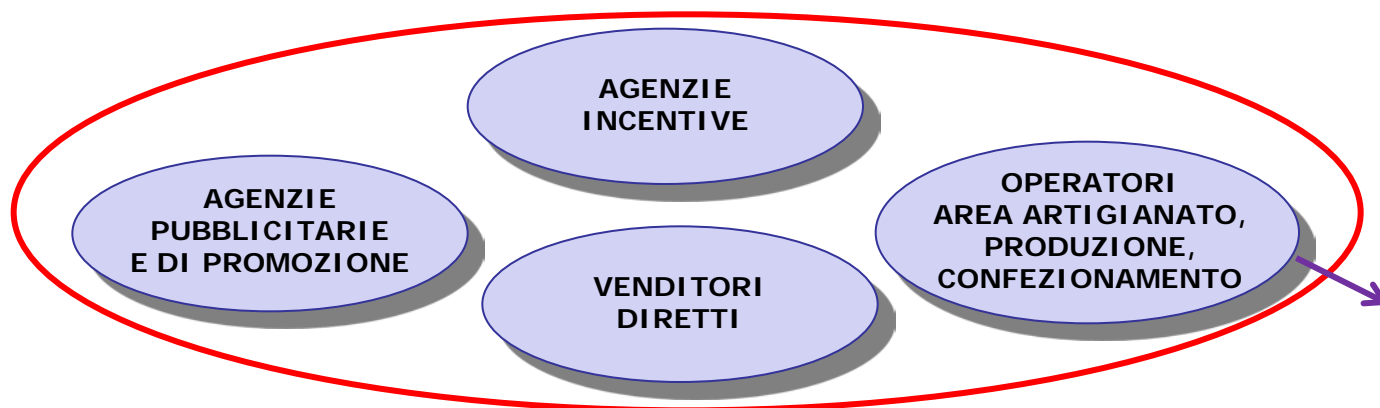 AGENZIE
INCENTIVE
AGENZIE
PUBBLICITARIE
E DI PROMOZIONE
OPERATORI
AREA ARTIGIANATO,
PRODUZIONE,
CONFEZIONAMENTO
VENDITORI
DIRETTI